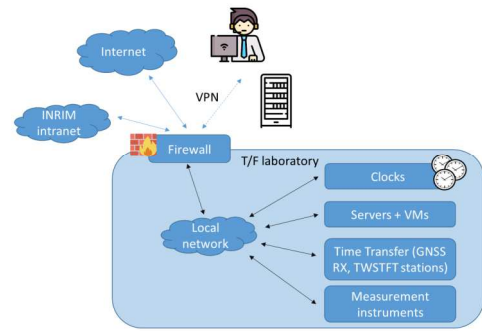 Internet
VPN
INRIM
intranet
Firewall
T/F laboratory
Clocks
Local
network
Servers + VMs
Time Transfer (GNSS
RX, TWSTFT stations)
Measurement
instruments